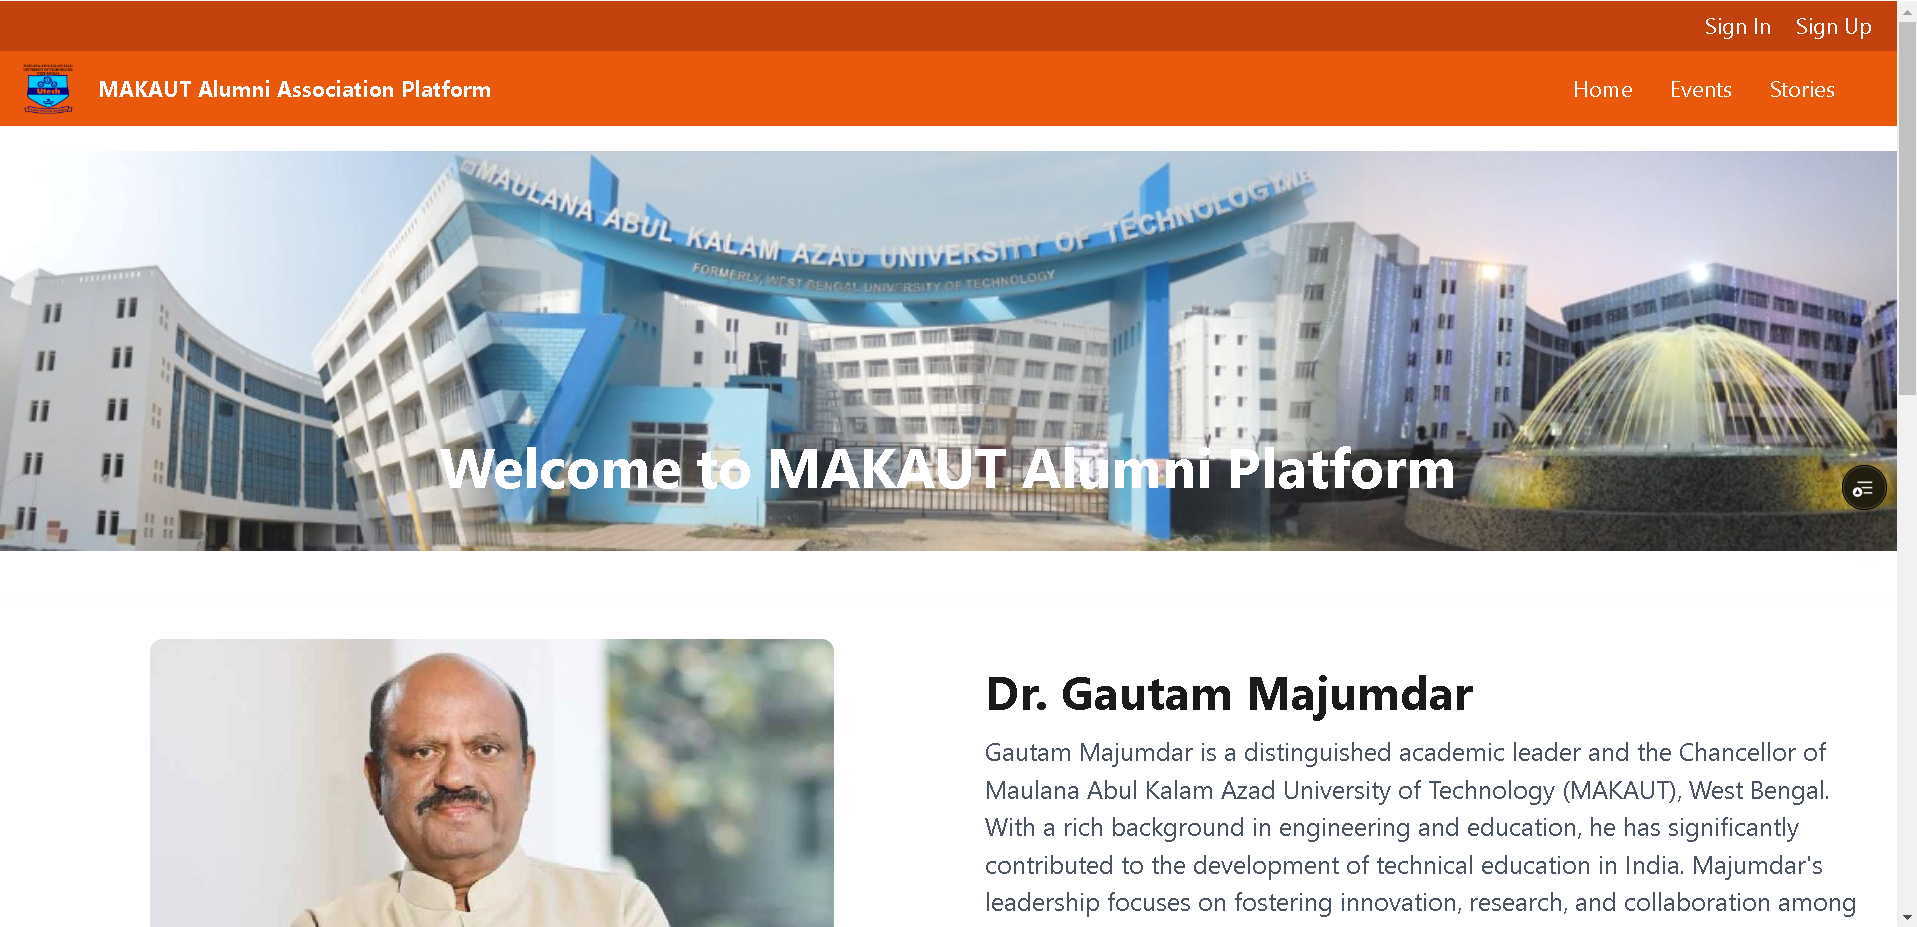 Sign In Sign Up
Utech
MAKAUT Alumni Association Platform
Home Events Stories
MAULANA ABUL KALAM AZAD UNIVERSITY OF TECHNOLOGY
FORMERLY, WEST BENGAL UNIVERSITY OF TECHNOLOGY
Welcome to MAKAUT Alumni Platform
Dr. Gautam Majumdar
Gautam Majumdar is a distinguished academic leader and the Chancellor of
Maulana Abul Kalam Azad University of Technology (MAKAUT), West Bengal.
With a rich background in engineering and education, he has significantly
contributed to the development of technical education in India. Majumdar's
leadership focuses on fostering innovation, research, and collaboration among